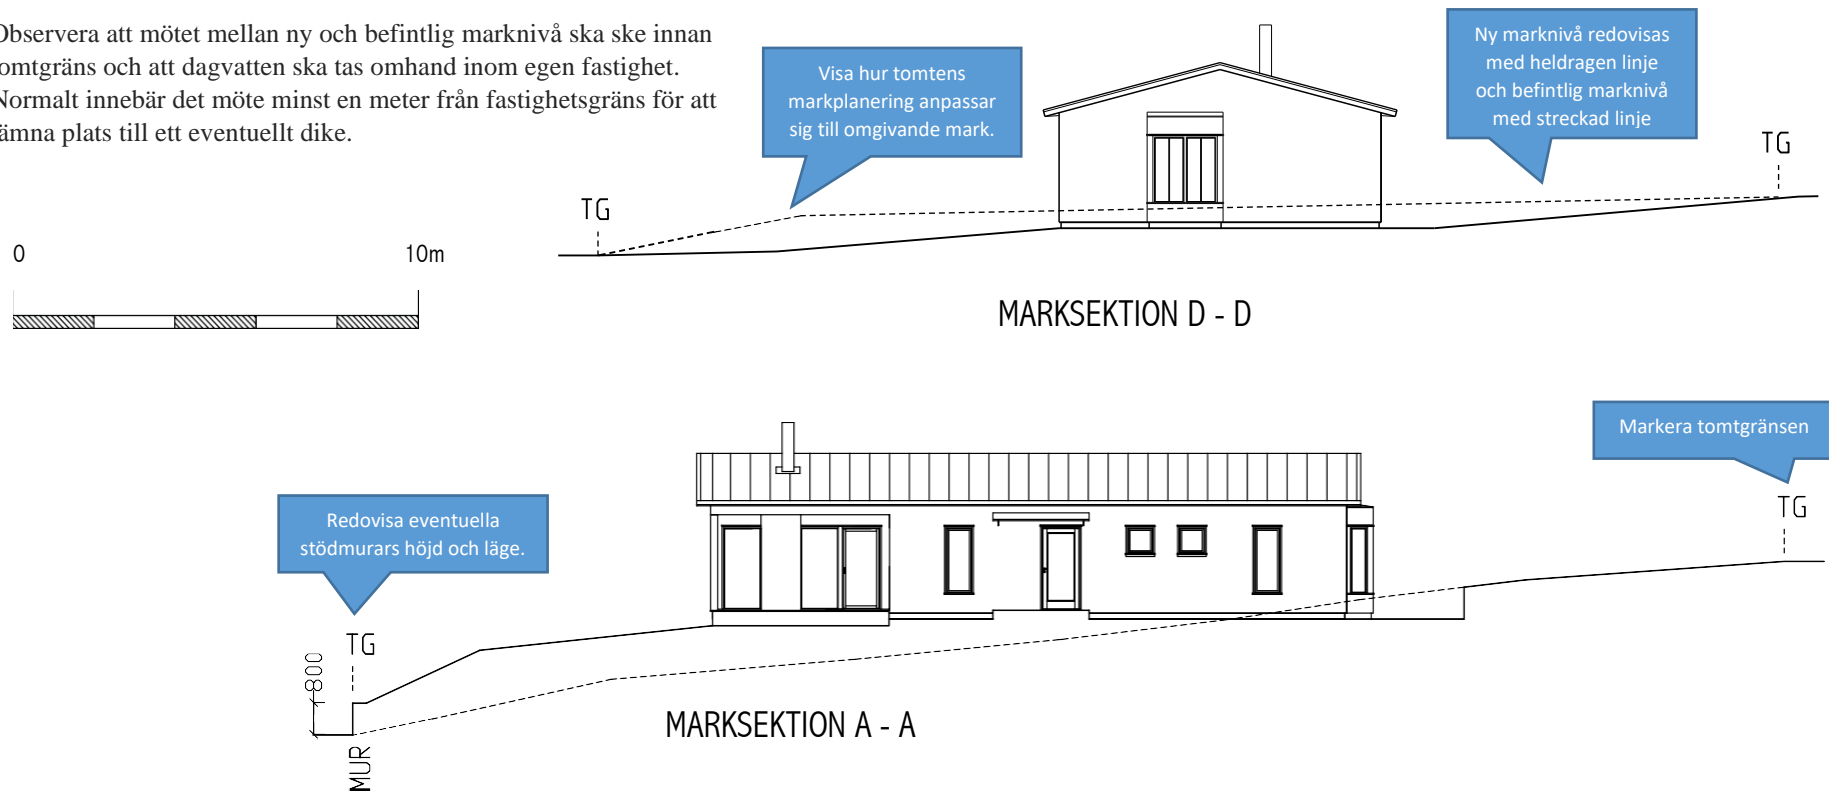 Observera att mötet mellan ny och befintlig marknivå ska ske innan
tomtgräns och att dagvatten ska tas omhand inom egen fastighet.
Normalt innebär det möte minst en meter från fastighetsgräns för att
lämna plats till ett eventuellt dike.
Visa hur tomtens
markplanering anpassar
sig till omgivande mark.
Ny marknivå redovisas
med heldragen linje
och befintlig marknivå
med streckad linje
TG
TG
0
10m
MARKSEKTION D - D
Markera tomtgränsen
Redovisa eventuella
stödmurars höjd och läge.
TG
TG
800
MUR
MARKSEKTION A - A